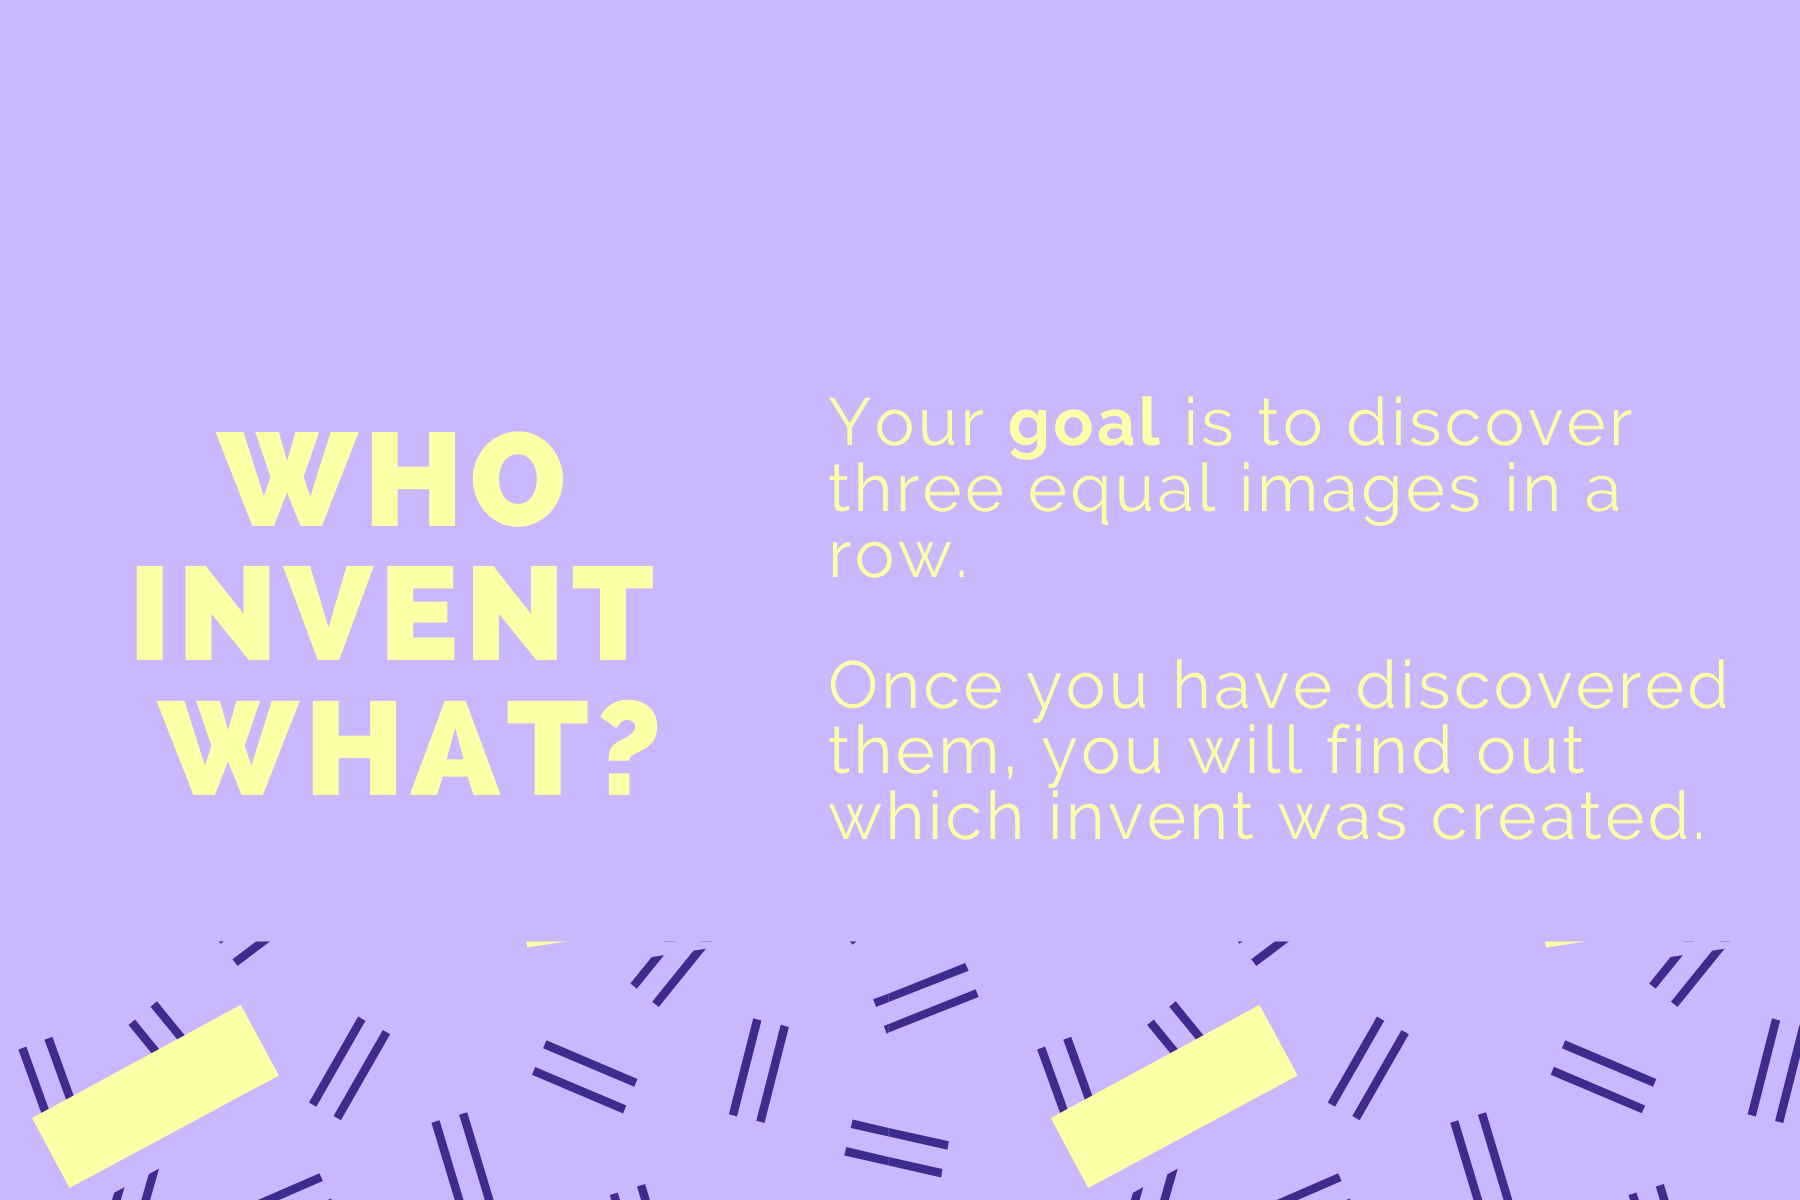 WHO
INVENT
WHAT?
Your goal is to discover
three equal images in a
row.
Once you have discovered
them, you will find out
which invent was created.